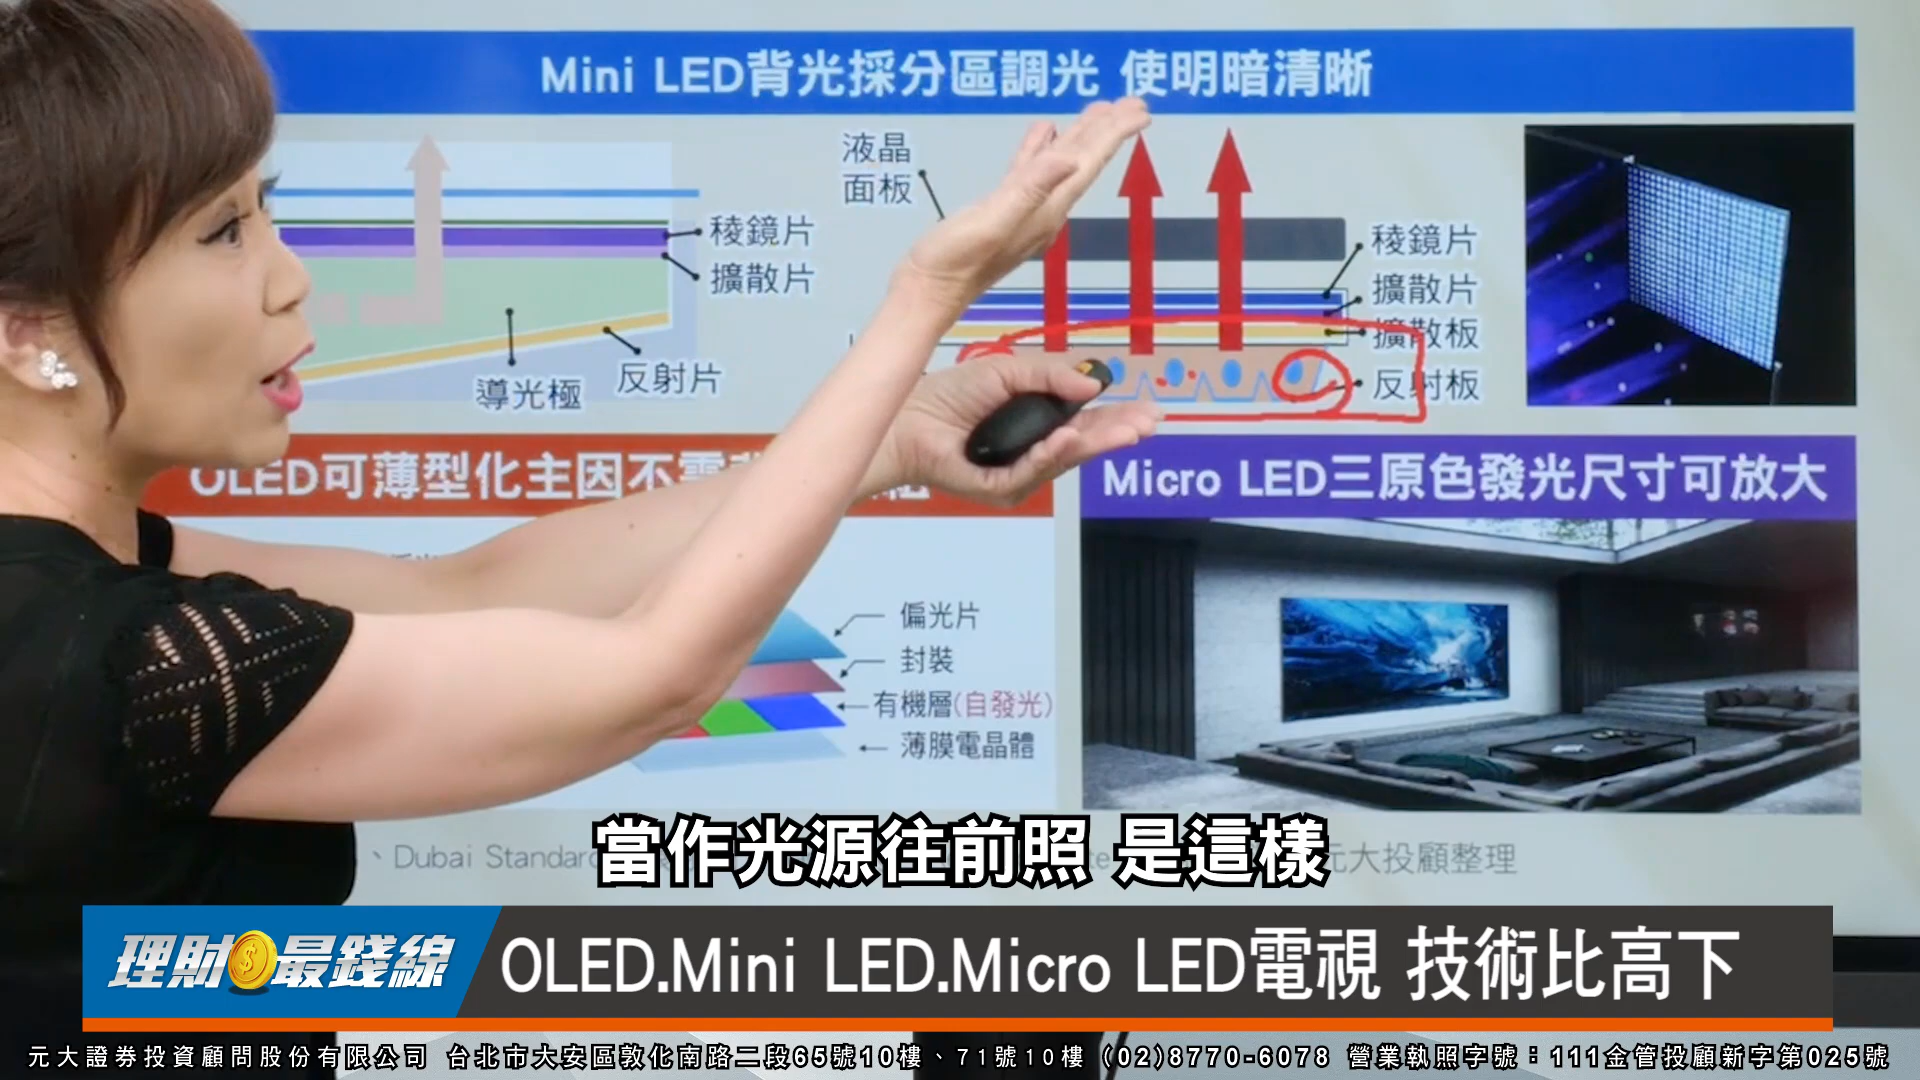 Mini LED背光採分區調光 使明暗清晰
液晶
面板
稜鏡片
擴散片
導光極
反射片
稜鏡片
擴散片
擴散板
反射板
OLED可薄型化主因不需
Micro LED三原色發光尺寸可放大
偏光片
封裝
有機層(自發光)
薄膜電晶體
、Dubai Standard
元大投顧整理
當作光源往前照 是這樣
理財最錢線
OLED.Mini LED.Micro LED電視 技術比高下
元大證券投資顧問股份有限公司 台北市大安區敦化南路二段65號10樓、71號10樓 (02)8770-6078 營業執照字號：111金管投顧新字第025號